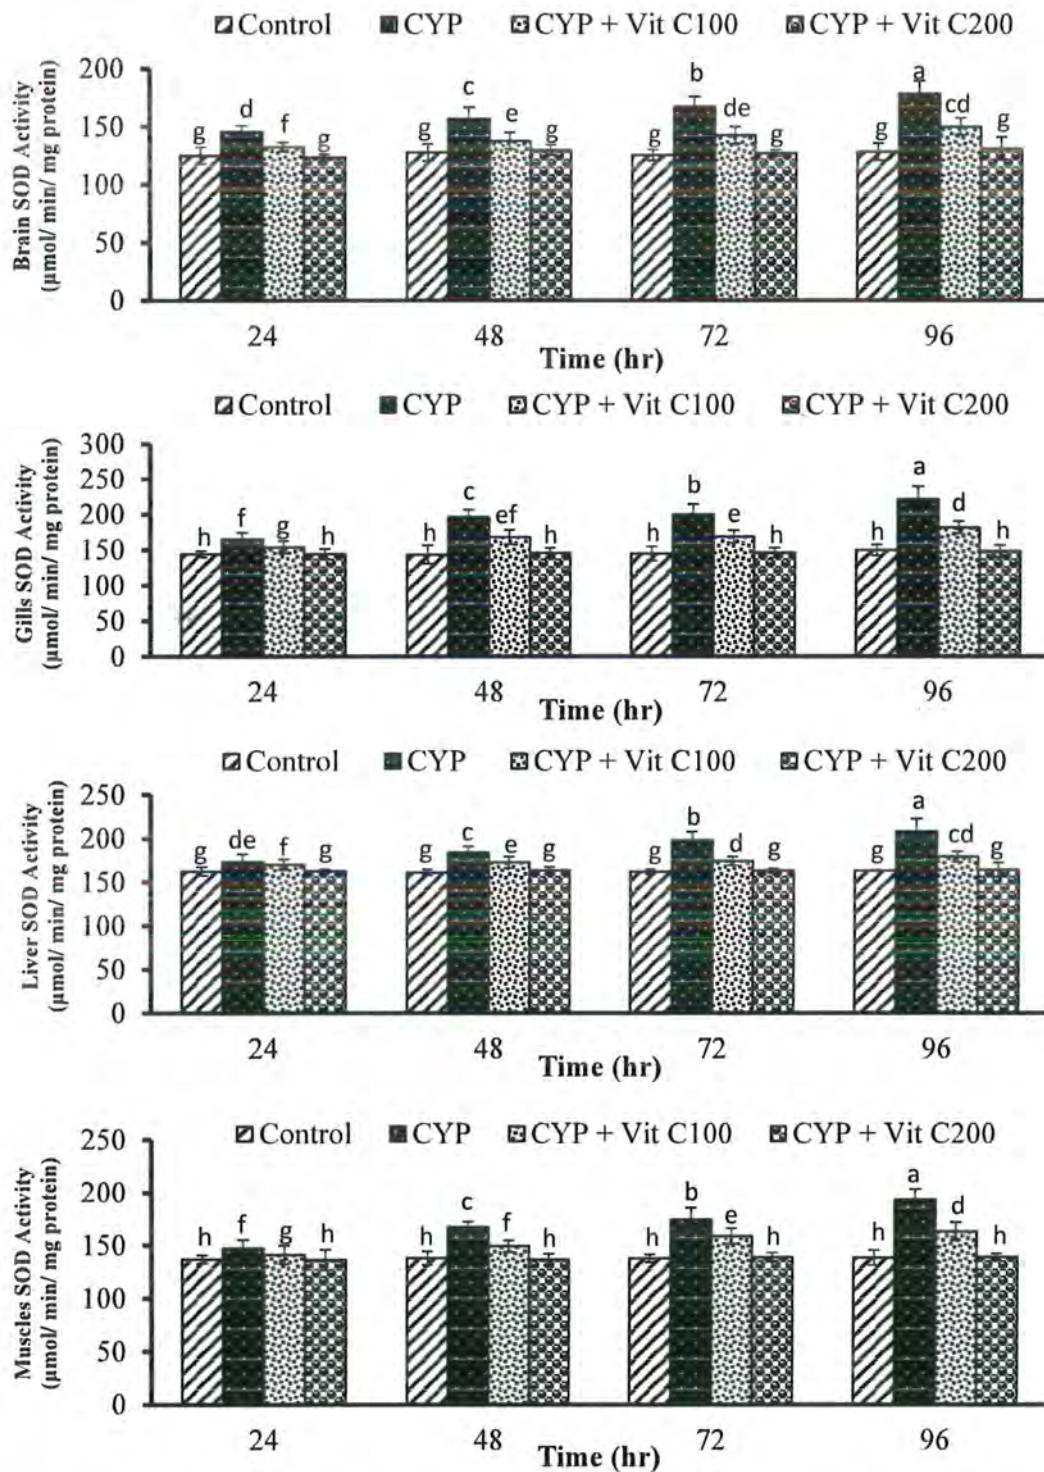 Control CYP CYP + Vit C100 CYP + Vit C200
Brain SOD Activity
(µmol/ min/ mg protein)
200
150
100
50
0
g d f g g c e g g b de g g a cd g
24 48 72 96
Time (hr)
Control CYP CYP + Vit C100 CYP + Vit C200
Gills SOD Activity
(µmol/ min/ mg protein)
300
250
200
150
100
50
0
h f g h h c ef h h b e h h a d h
24 48 72 96
Time (hr)
Control CYP CYP + Vit C100 CYP + Vit C200
Liver SOD Activity
(µmol/ min/ mg protein)
250
200
150
100
50
0
g de f g g c e g g b d g g a cd g
24 48 72 96
Time (hr)
Control CYP CYP + Vit C100 CYP + Vit C200
Muscles SOD Activity
(µmol/ min/ mg protein)
250
200
150
100
50
0
h f g h h c f h h b e h h a d h
24 48 72 96
Time (hr)